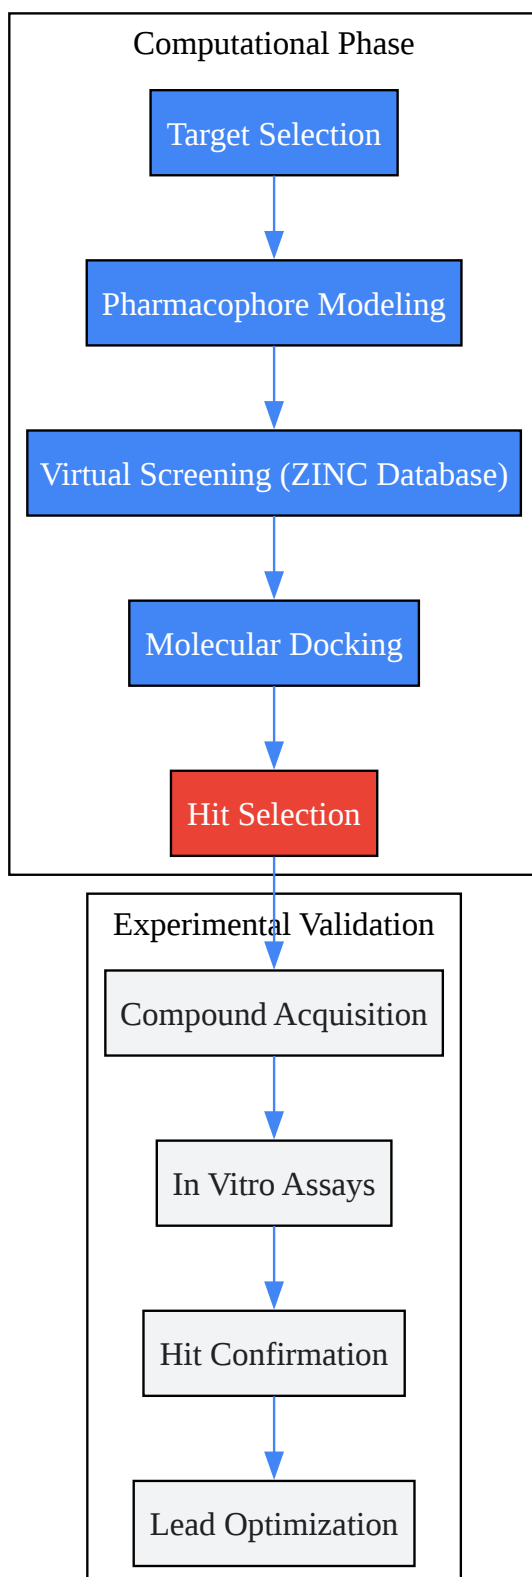 Computational Phase
Target Selection
Pharmacophore Modeling
Virtual Screening (ZINC Database)
Molecular Docking
Hit Selection
Experimental Validation
Compound Acquisition
In Vitro Assays
Hit Confirmation
Lead Optimization